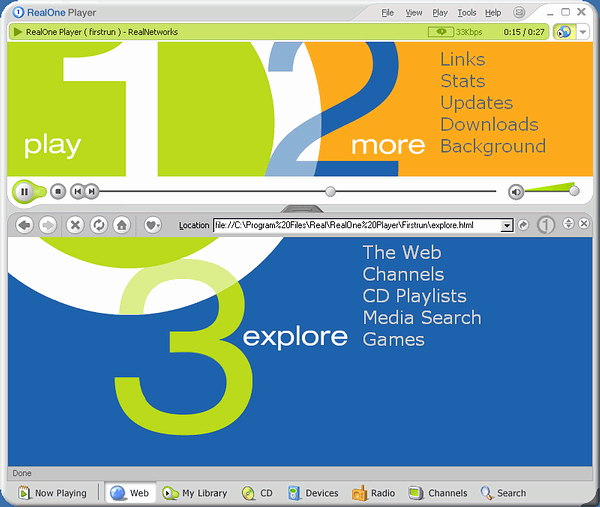 RealOne Player
File View Play Tools Help
RealOne Player ( firstrun ) - RealNetworks
33Kbps
0:15 / 0:27
1
2
play
more
Links
Stats
Updates
Downloads
Background
Location file://C:\Program%20Files\Real\RealOne%20Player\Firstrun\explore.html
3
explore
The Web
Channels
CD Playlists
Media Search
Games
Done
Now Playing Web My Library CD Devices Radio Channels Search